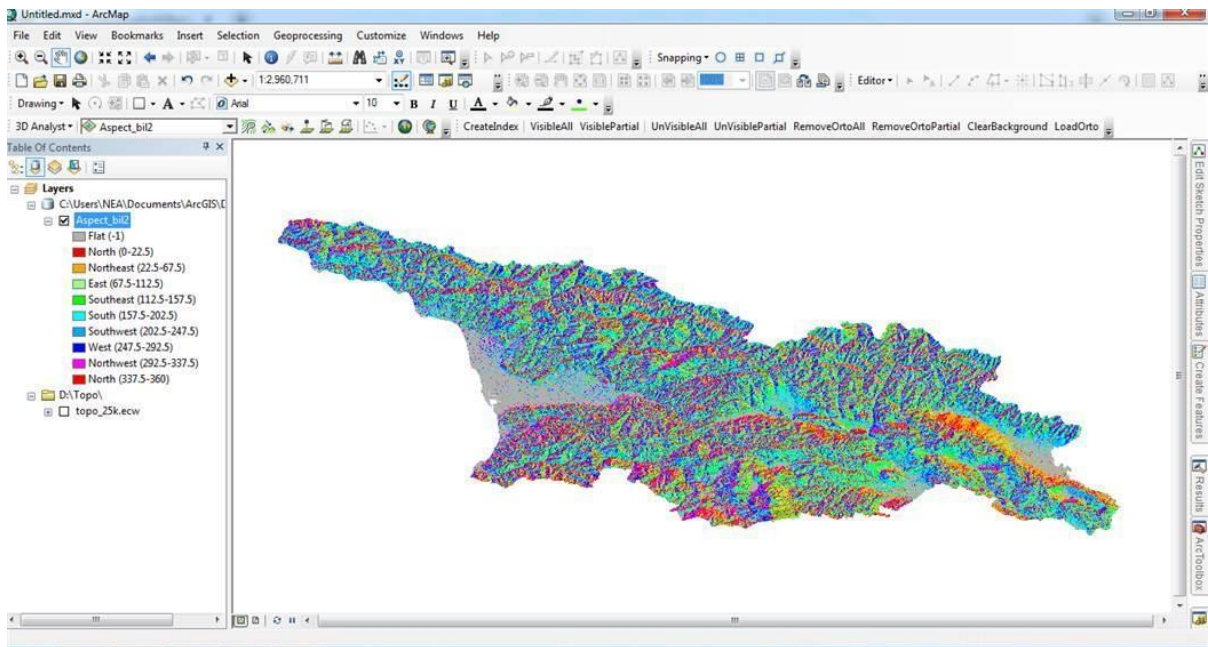 Untitled.mxd - ArcMap
File Edit View Bookmarks Insert Selection Geoprocessing Customize Windows Help
Snapping
1:2,960,711 Editor
Drawing A Arial 10 B I U A
3D Analyst Aspect_bil2 CreateIndex VisibleAll VisiblePartial UnVisibleAll UnVisiblePartial RemoveOrtoAll RemoveOrtoPartial ClearBackground LoadOrto
Table Of Contents
Layers
C:\Users\NEA\Documents\ArcGIS\D
Aspect_bil2
Flat (-1)
North (0-22.5)
Northeast (22.5-67.5)
East (67.5-112.5)
Southeast (112.5-157.5)
South (157.5-202.5)
Southwest (202.5-247.5)
West (247.5-292.5)
Northwest (292.5-337.5)
North (337.5-360)
D:\Topo\
topo_25k.ecw
Edit Sketch Properties
Attributes
Create Features
Results
ArcToolbox